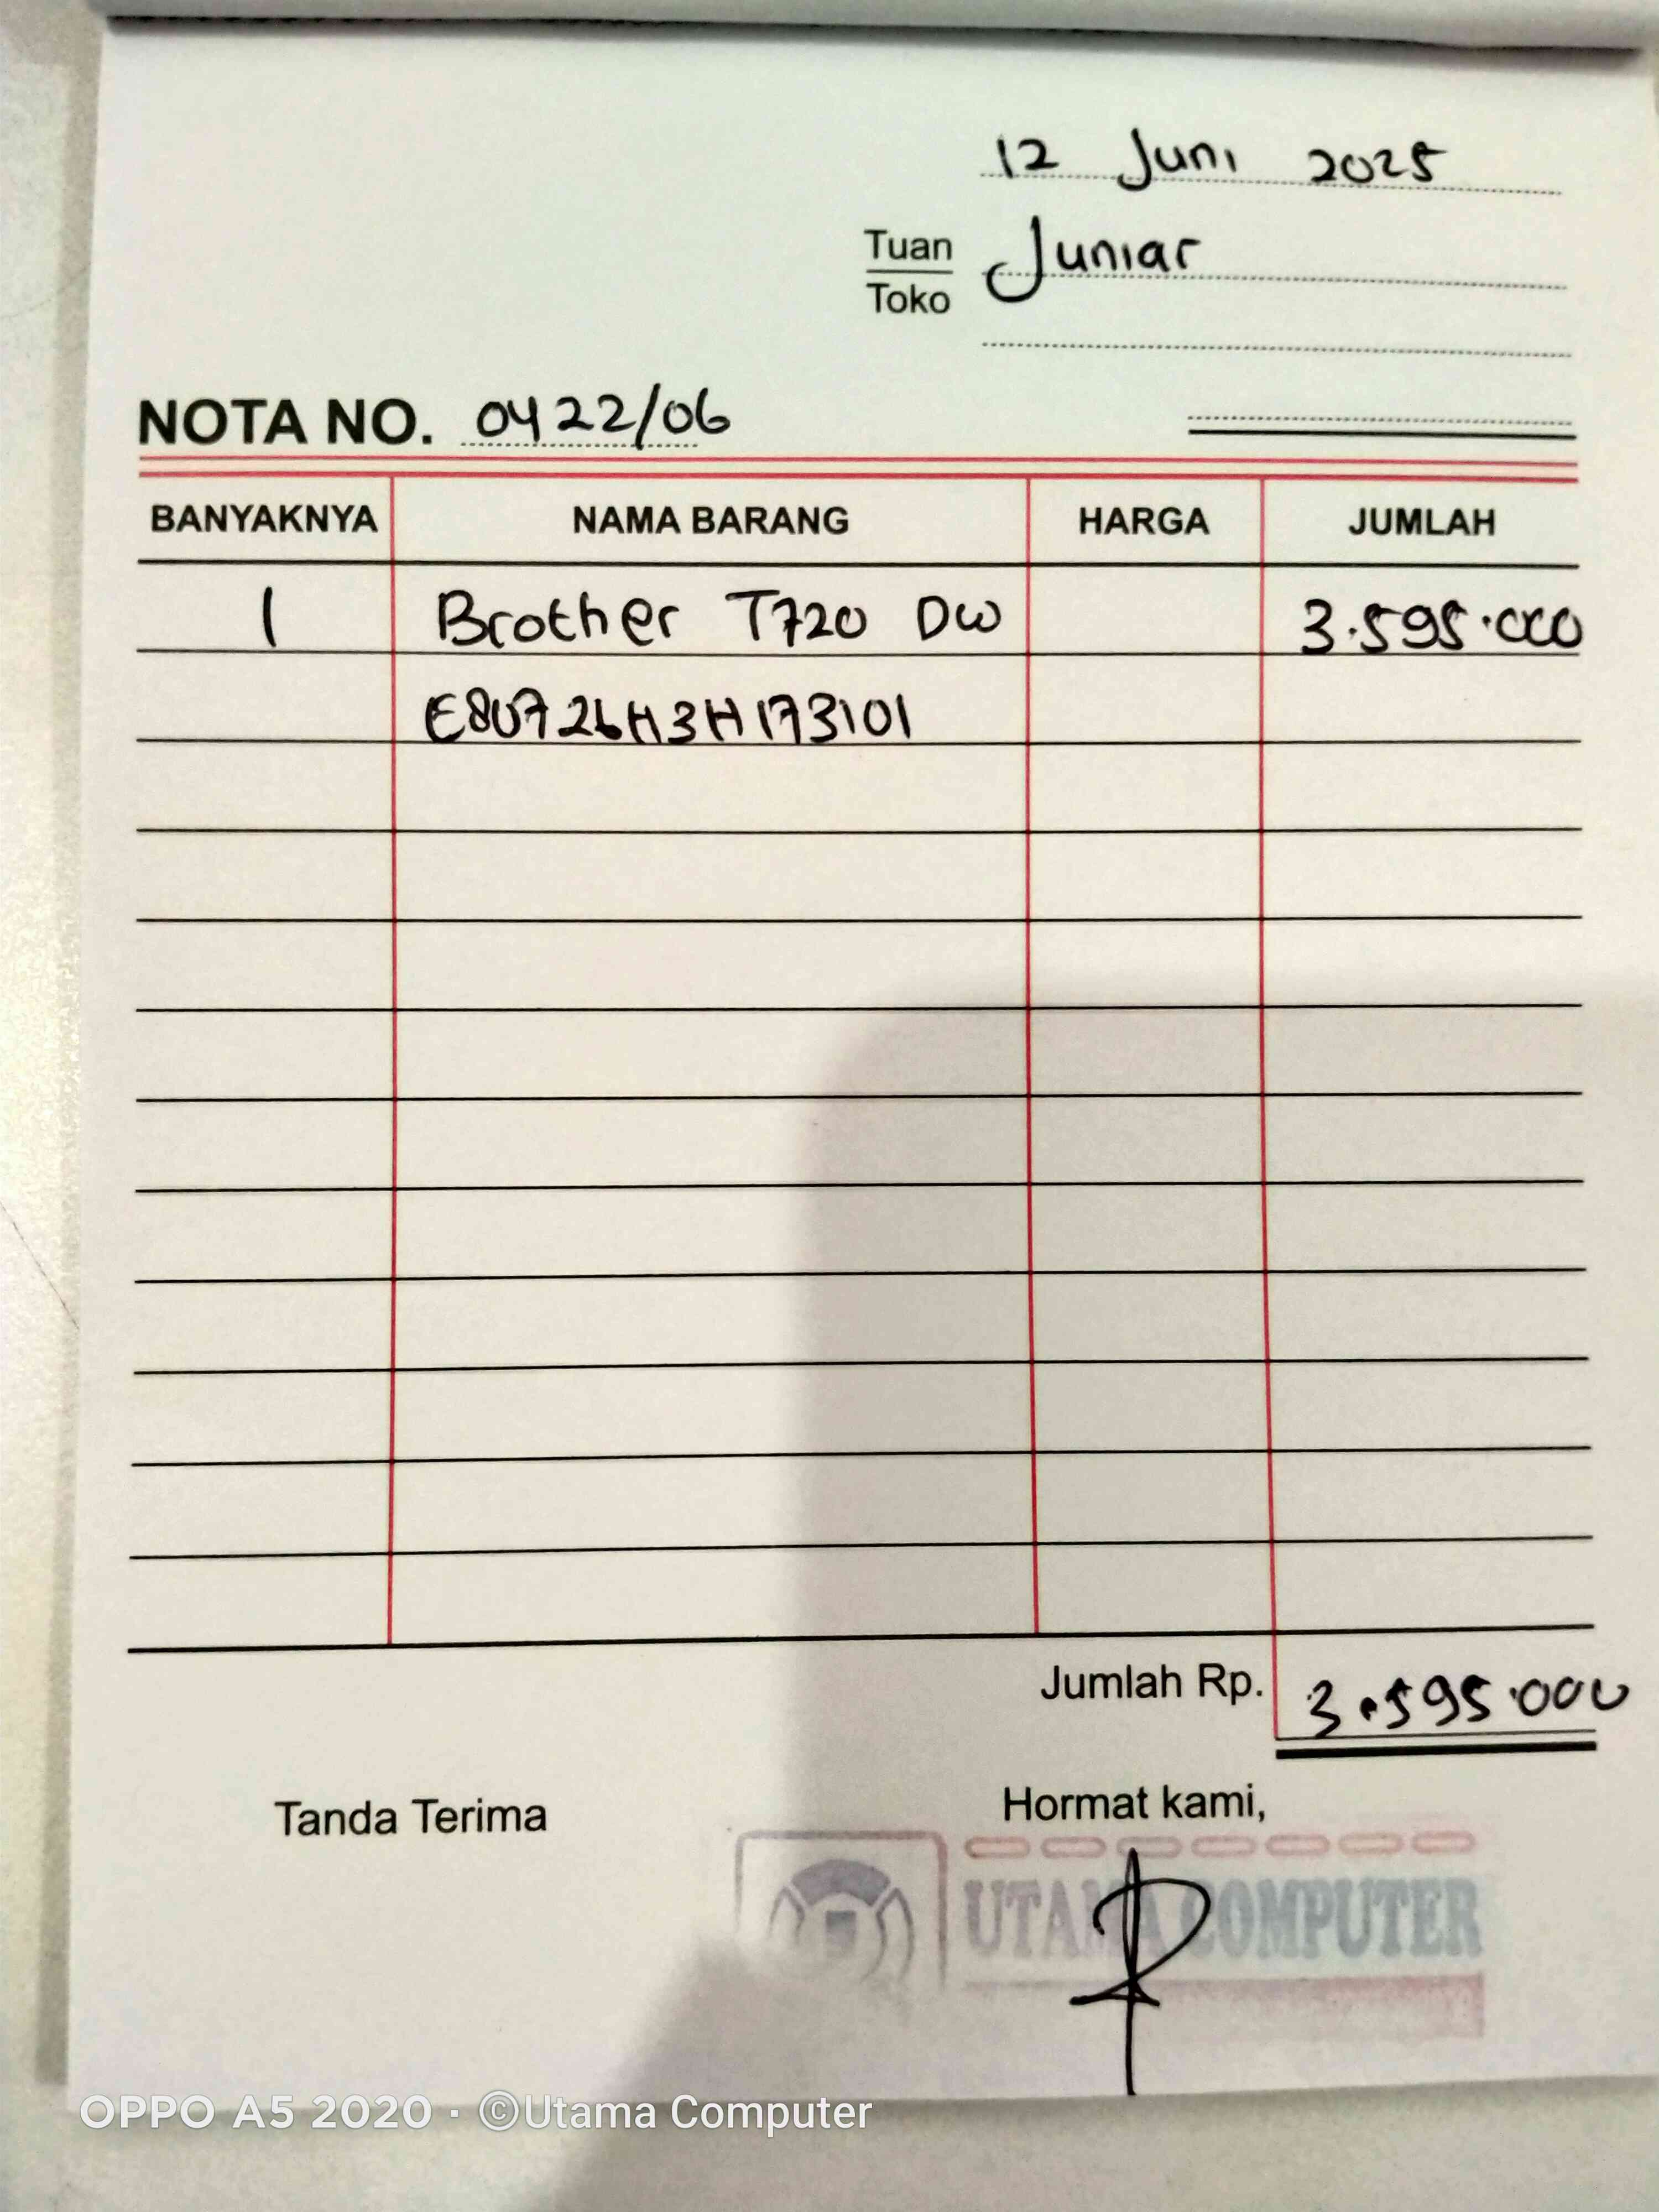 12 Juni 2025
Tuan Juniar
Toko
NOTA NO. 0422/06
BANYAKNYA NAMA BARANG HARGA JUMLAH
1 Brother T720 DW 3.595.000
E80726H3H173101
Jumlah Rp. 3.595.000
Tanda Terima Hormat kami,
UTAMA COMPUTER
OPPO A5 2020 · ©Utama Computer